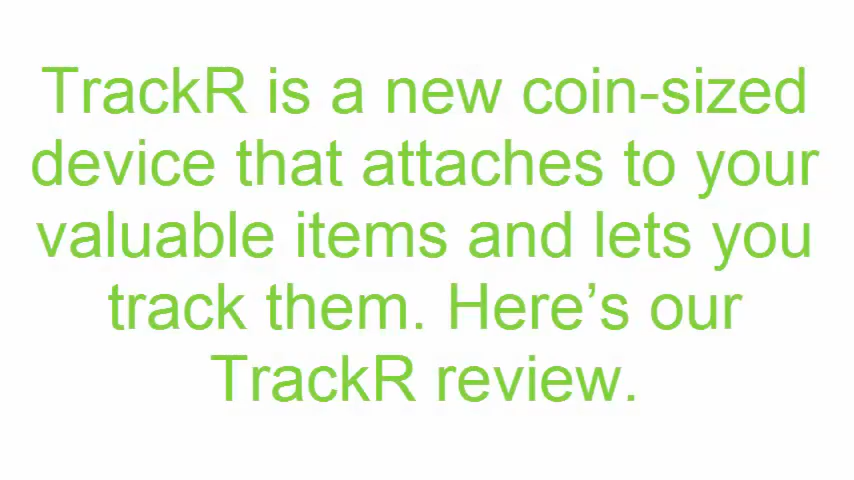 TrackR is a new coin-sized
device that attaches to your
valuable items and lets you
track them. Here’s our
TrackR review.